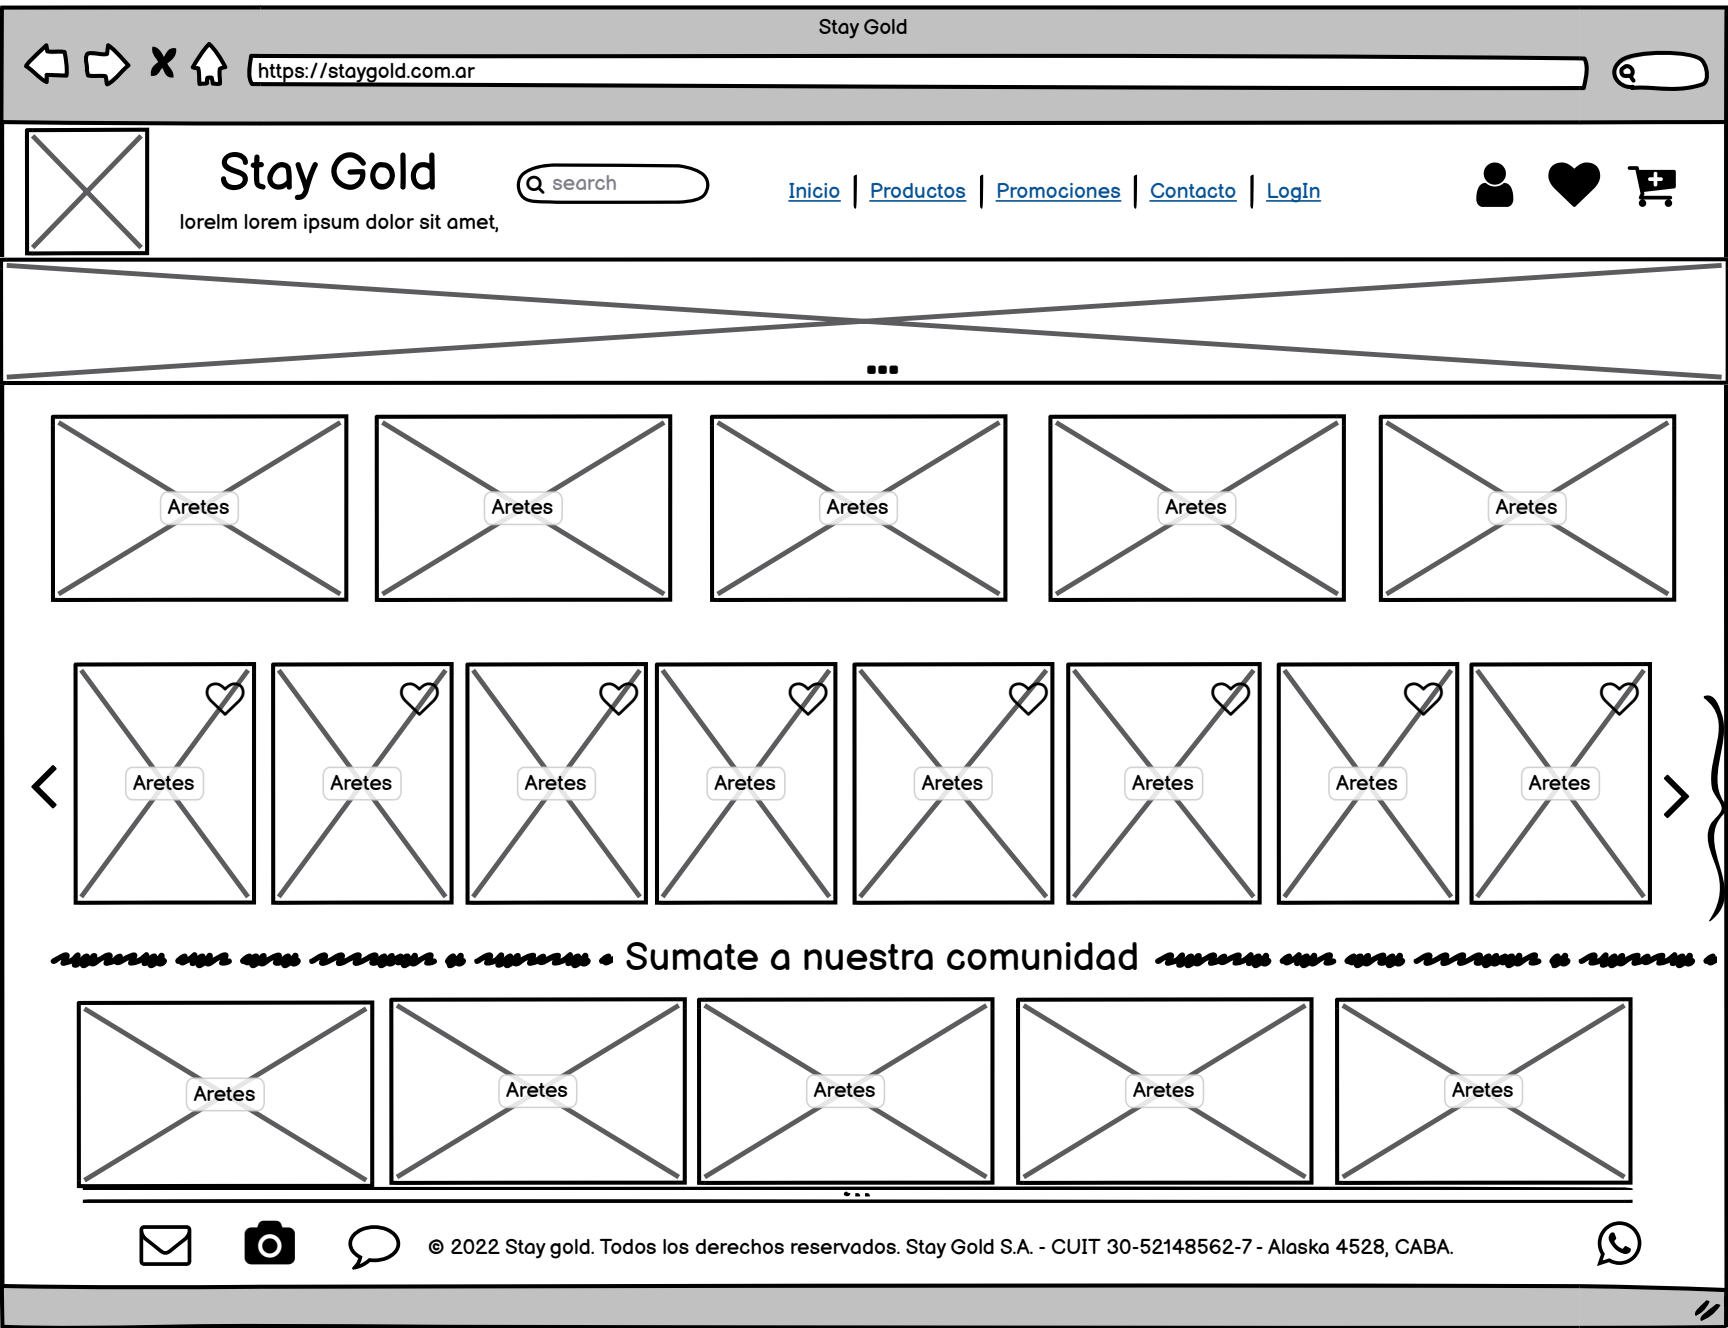 Stay Gold
https://staygold.com.ar
Stay Gold
lorelm lorem ipsum dolor sit amet,
search
Inicio
Productos
Promociones
Contacto
LogIn
Aretes
Aretes
Aretes
Aretes
Aretes
Aretes
Aretes
Aretes
Aretes
Aretes
Aretes
Aretes
Aretes
Sumate a nuestra comunidad
Aretes
Aretes
Aretes
Aretes
Aretes
© 2022 Stay gold. Todos los derechos reservados. Stay Gold S.A. - CUIT 30-52148562-7 - Alaska 4528, CABA.